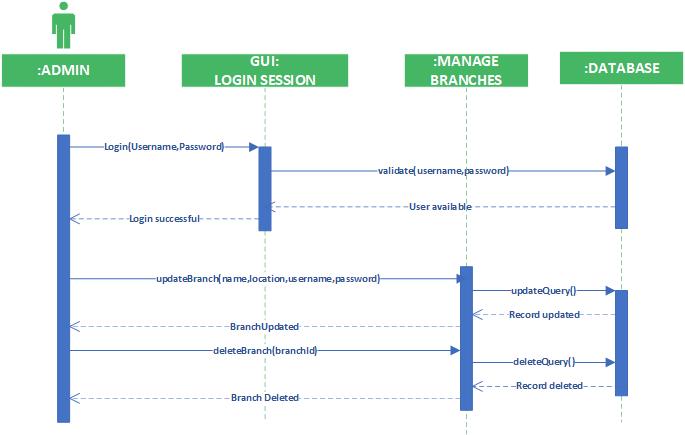 :ADMIN
GUI:
LOGIN SESSION
:MANAGE
BRANCHES
:DATABASE
Login(Username,Password)
validate(username,password)
User available
Login successful
updateBranch(name,location,username,password)
updateQuery()
Record updated
BranchUpdated
deleteBranch(branchId)
deleteQuery()
Record deleted
Branch Deleted